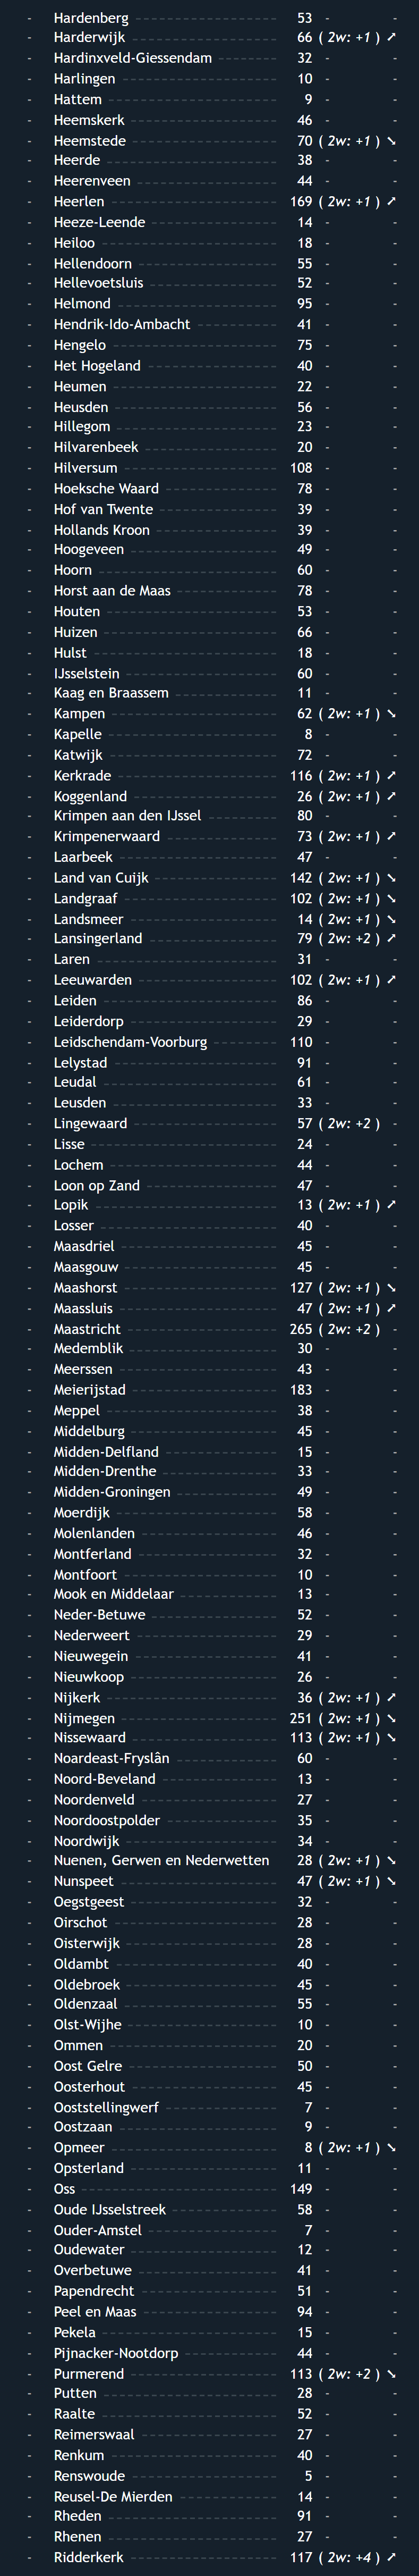 - Hardenberg 53 - -
- Harderwijk 66 ( 2w: +1 ) ➚
- Hardinxveld-Giessendam 32 - -
- Harlingen 10 - -
- Hattem 9 - -
- Heemskerk 46 - -
- Heemstede 70 ( 2w: +1 ) ➘
- Heerde 38 - -
- Heerenveen 44 - -
- Heerlen 169 ( 2w: +1 ) ➚
- Heeze-Leende 14 - -
- Heiloo 18 - -
- Hellendoorn 55 - -
- Hellevoetsluis 52 - -
- Helmond 95 - -
- Hendrik-Ido-Ambacht 41 - -
- Hengelo 75 - -
- Het Hogeland 40 - -
- Heumen 22 - -
- Heusden 56 - -
- Hillegom 23 - -
- Hilvarenbeek 20 - -
- Hilversum 108 - -
- Hoeksche Waard 78 - -
- Hof van Twente 39 - -
- Hollands Kroon 39 - -
- Hoogeveen 49 - -
- Hoorn 60 - -
- Horst aan de Maas 78 - -
- Houten 53 - -
- Huizen 66 - -
- Hulst 18 - -
- IJsselstein 60 - -
- Kaag en Braassem 11 - -
- Kampen 62 ( 2w: +1 ) ➘
- Kapelle 8 - -
- Katwijk 72 - -
- Kerkrade 116 ( 2w: +1 ) ➚
- Koggenland 26 ( 2w: +1 ) ➚
- Krimpen aan den IJssel 80 - -
- Krimpenerwaard 73 ( 2w: +1 ) ➚
- Laarbeek 47 - -
- Land van Cuijk 142 ( 2w: +1 ) ➘
- Landgraaf 102 ( 2w: +1 ) ➘
- Landsmeer 14 ( 2w: +1 ) ➘
- Lansingerland 79 ( 2w: +2 ) ➚
- Laren 31 - -
- Leeuwarden 102 ( 2w: +1 ) ➚
- Leiden 86 - -
- Leiderdorp 29 - -
- Leidschendam-Voorburg 110 - -
- Lelystad 91 - -
- Leudal 61 - -
- Leusden 33 - -
- Lingewaard 57 ( 2w: +2 ) -
- Lisse 24 - -
- Lochem 44 - -
- Loon op Zand 47 - -
- Lopik 13 ( 2w: +1 ) ➚
- Losser 40 - -
- Maasdriel 45 - -
- Maasgouw 45 - -
- Maashorst 127 ( 2w: +1 ) ➘
- Maassluis 47 ( 2w: +1 ) ➚
- Maastricht 265 ( 2w: +2 ) -
- Medemblik 30 - -
- Meerssen 43 - -
- Meierijstad 183 - -
- Meppel 38 - -
- Middelburg 45 - -
- Midden-Delfland 15 - -
- Midden-Drenthe 33 - -
- Midden-Groningen 49 - -
- Moerdijk 58 - -
- Molenlanden 46 - -
- Montferland 32 - -
- Montfoort 10 - -
- Mook en Middelaar 13 - -
- Neder-Betuwe 52 - -
- Nederweert 29 - -
- Nieuwegein 41 - -
- Nieuwkoop 26 - -
- Nijkerk 36 ( 2w: +1 ) ➚
- Nijmegen 251 ( 2w: +1 ) ➘
- Nissewaard 113 ( 2w: +1 ) ➘
- Noardeast-Fryslân 60 - -
- Noord-Beveland 13 - -
- Noordenveld 27 - -
- Noordoostpolder 35 - -
- Noordwijk 34 - -
- Nuenen, Gerwen en Nederwetten 28 ( 2w: +1 ) ➘
- Nunspeet 47 ( 2w: +1 ) ➘
- Oegstgeest 32 - -
- Oirschot 28 - -
- Oisterwijk 28 - -
- Oldambt 40 - -
- Oldebroek 45 - -
- Oldenzaal 55 - -
- Olst-Wijhe 10 - -
- Ommen 20 - -
- Oost Gelre 50 - -
- Oosterhout 45 - -
- Ooststellingwerf 7 - -
- Oostzaan 9 - -
- Opmeer 8 ( 2w: +1 ) ➘
- Opsterland 11 - -
- Oss 149 - -
- Oude IJsselstreek 58 - -
- Ouder-Amstel 7 - -
- Oudewater 12 - -
- Overbetuwe 41 - -
- Papendrecht 51 - -
- Peel en Maas 94 - -
- Pekela 15 - -
- Pijnacker-Nootdorp 44 - -
- Purmerend 113 ( 2w: +2 ) ➘
- Putten 28 - -
- Raalte 52 - -
- Reimerswaal 27 - -
- Renkum 40 - -
- Renswoude 5 - -
- Reusel-De Mierden 14 - -
- Rheden 91 - -
- Rhenen 27 - -
- Ridderkerk 117 ( 2w: +4 ) ➚